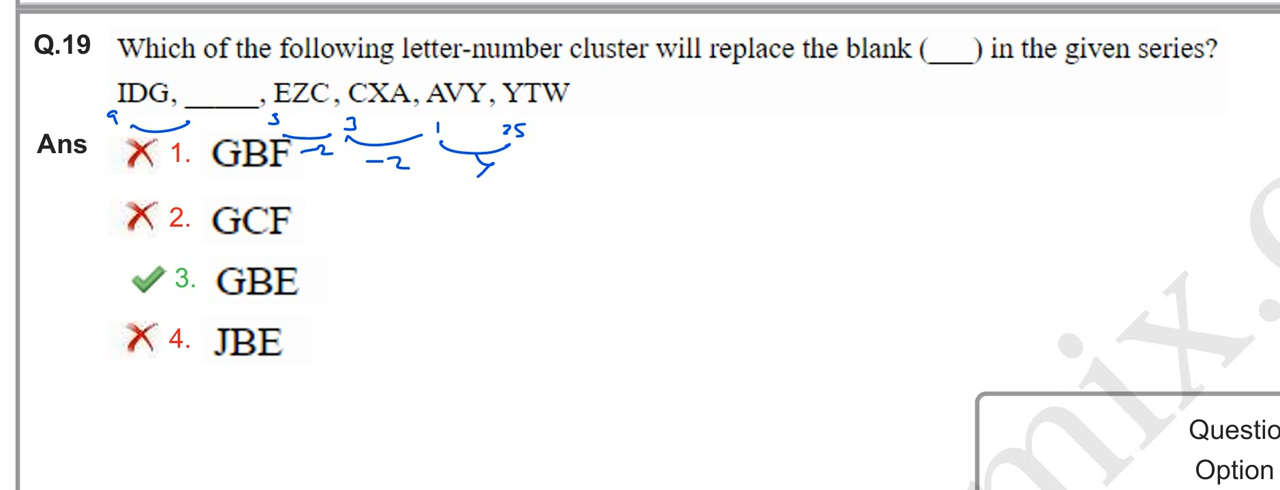 Q.19 Which of the following letter-number cluster will replace the blank (___) in the given series?
IDG, _____, EZC, CXA, AVY, YTW
9 5 3 1 25
Ans 1. GBF -2 -2 Y
2. GCF
3. GBE
4. JBE
mix.
Questio
Option